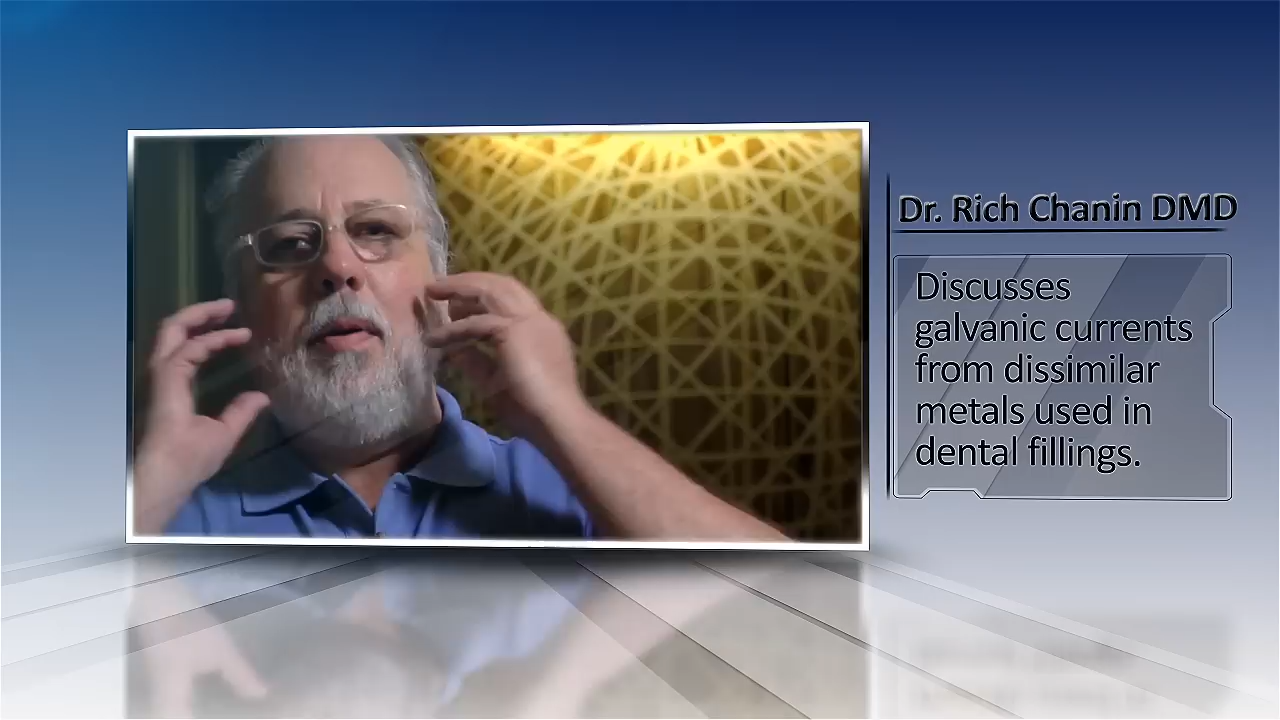 Dr. Rich Chanin DMD
Discusses
galvanic currents
from dissimilar
metals used in
dental fillings.